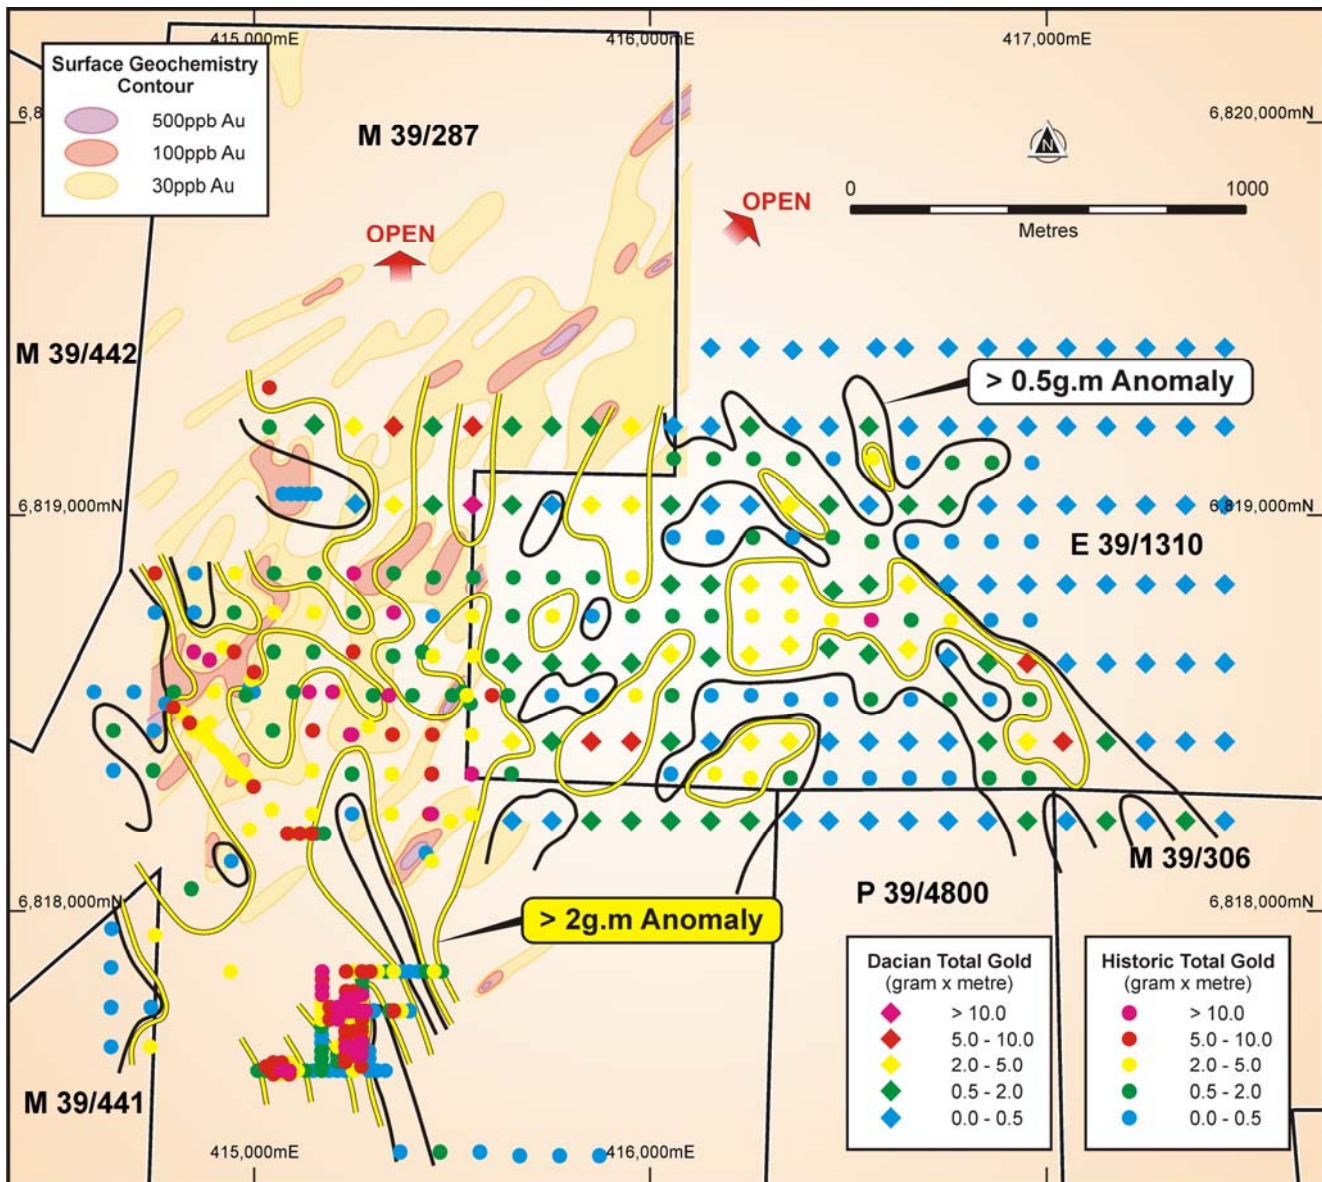 415,000mE
416,000mE
417,000mE
Surface Geochemistry
Contour
500ppb Au
100ppb Au
30ppb Au
6,8
6,820,000mN
M 39/287
N
0
1000
Metres
OPEN
OPEN
M 39/442
> 0.5g.m Anomaly
6,819,000mN
6,819,000mN
E 39/1310
M 39/306
P 39/4800
6,818,000mN
6,818,000mN
> 2g.m Anomaly
Dacian Total Gold
(gram x metre)
> 10.0
5.0 - 10.0
2.0 - 5.0
0.5 - 2.0
0.0 - 0.5
Historic Total Gold
(gram x metre)
> 10.0
5.0 - 10.0
2.0 - 5.0
0.5 - 2.0
0.0 - 0.5
M 39/441
415,000mE
416,000mE